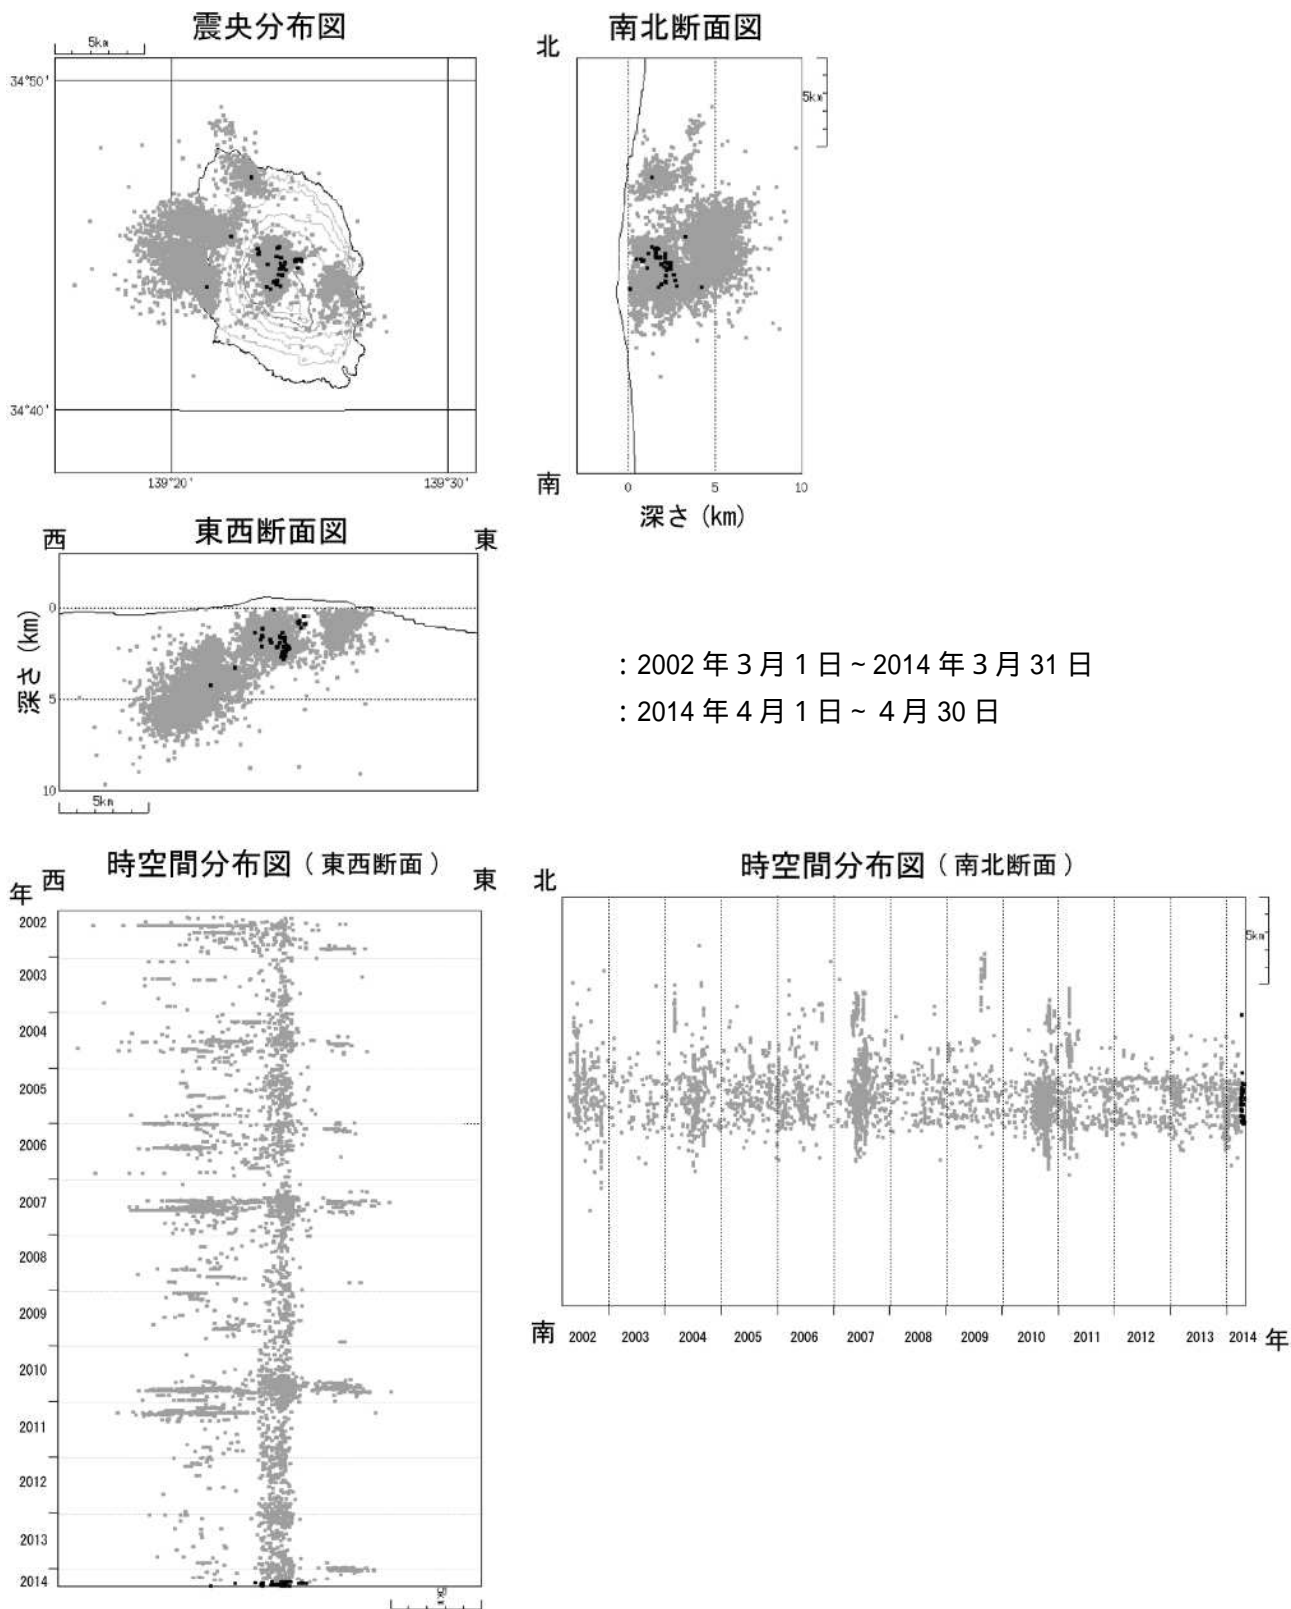 震央分布図
5km
34°50'
34°40'
139°20'
139°30'
南北断面図
北
5km
南
0 5 10
深さ (km)
東西断面図
西 東
0
5
10
深さ (km)
5km
: 2002 年 3 月 1 日 ~ 2014 年 3 月 31 日
: 2014 年 4 月 1 日 ~ 4 月 30 日
時空間分布図 ( 東西断面 )
年 西 東
2002
2003
2004
2005
2006
2007
2008
2009
2010
2011
2012
2013
2014
5km
時空間分布図 ( 南北断面 )
北
5km
南 2002 2003 2004 2005 2006 2007 2008 2009 2010 2011 2012 2013 2014 年